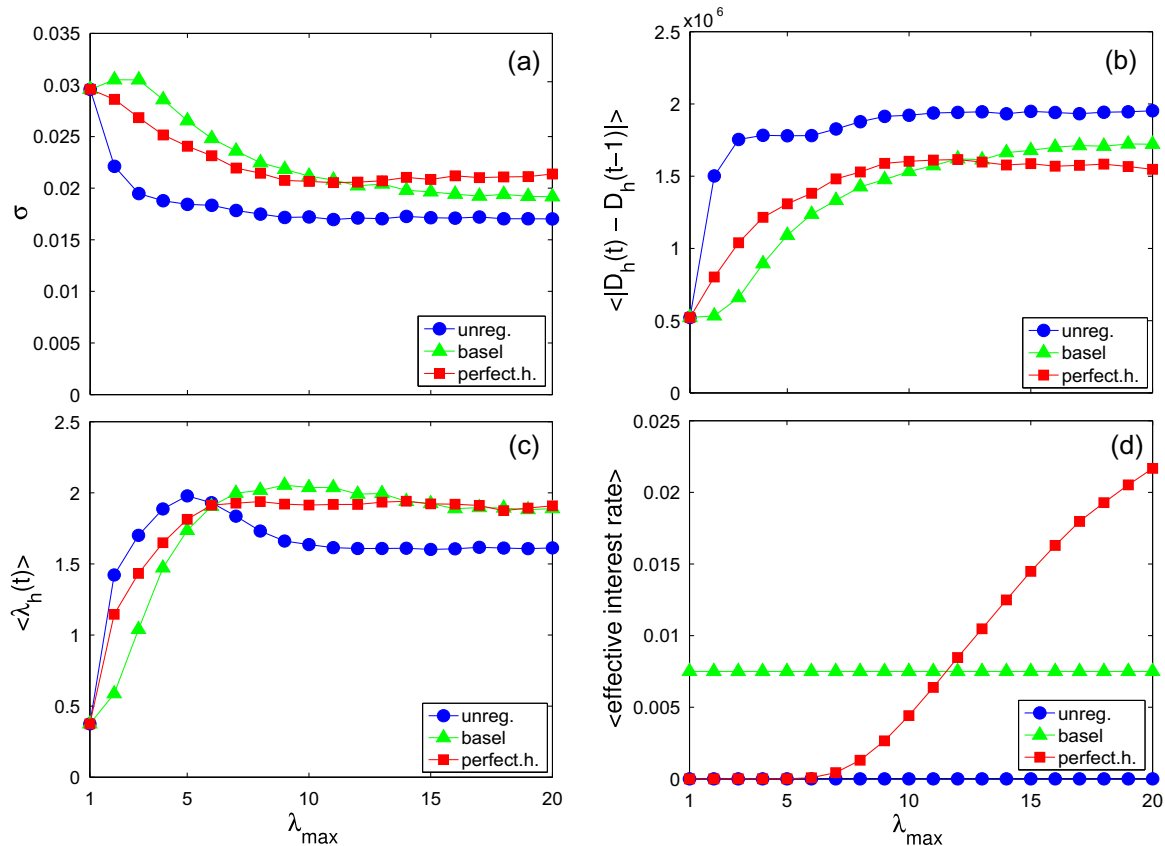 (a)
0.035
0.03
0.025
0.02
0.015
0.01
0.005
0
σ
unreg.
basel
perfect.h.
(b)
×10⁶
2.5
2
1.5
1
0.5
0
<|D_h(t) − D_h(t−1)|>
unreg.
basel
perfect.h.
(c)
2.5
2
1.5
1
0.5
0
<λ_h(t)>
unreg.
basel
perfect.h.
1 5 10 15 20
λ_max
(d)
0.025
0.02
0.015
0.01
0.005
0
<effective interest rate>
unreg.
basel
perfect.h.
1 5 10 15 20
λ_max